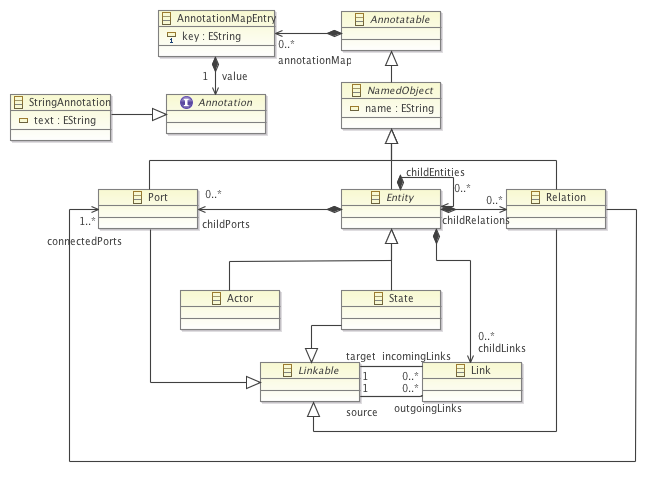 AnnotationMapEntry
key : EString
Annotatable
0..*
annotationMap
1 value
StringAnnotation
text : EString
Annotation
NamedObject
name : EString
childEntities
0..*
Port
0..*
Entity
0..*
Relation
1..*
childPorts
childRelations
connectedPorts
Actor
State
0..*
childLinks
target incomingLinks
Linkable
1 0..*
Link
1 0..*
source outgoingLinks